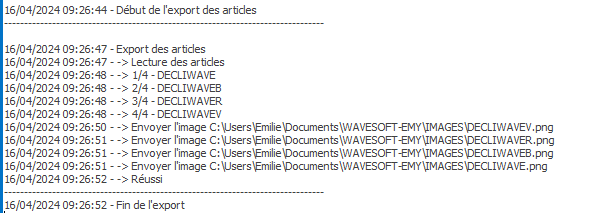 16/04/2024 09:26:44 - Début de l'export des articles
--------------------------------------------------------------------------------
16/04/2024 09:26:47 - Export des articles
16/04/2024 09:26:47 - --> Lecture des articles
16/04/2024 09:26:48 - --> 1/4 - DECLIWAVE
16/04/2024 09:26:48 - --> 2/4 - DECLIWAVEB
16/04/2024 09:26:48 - --> 3/4 - DECLIWAVER
16/04/2024 09:26:48 - --> 4/4 - DECLIWAVEV
16/04/2024 09:26:50 - --> Envoyer l'image C:\Users\Emilie\Documents\WAVESOFT-EMY\IMAGES\DECLIWAVEV.png
16/04/2024 09:26:51 - --> Envoyer l'image C:\Users\Emilie\Documents\WAVESOFT-EMY\IMAGES\DECLIWAVER.png
16/04/2024 09:26:51 - --> Envoyer l'image C:\Users\Emilie\Documents\WAVESOFT-EMY\IMAGES\DECLIWAVEB.png
16/04/2024 09:26:51 - --> Envoyer l'image C:\Users\Emilie\Documents\WAVESOFT-EMY\IMAGES\DECLIWAVE.png
16/04/2024 09:26:52 - --> Réussi
--------------------------------------------------------------------------------
16/04/2024 09:26:52 - Fin de l'export